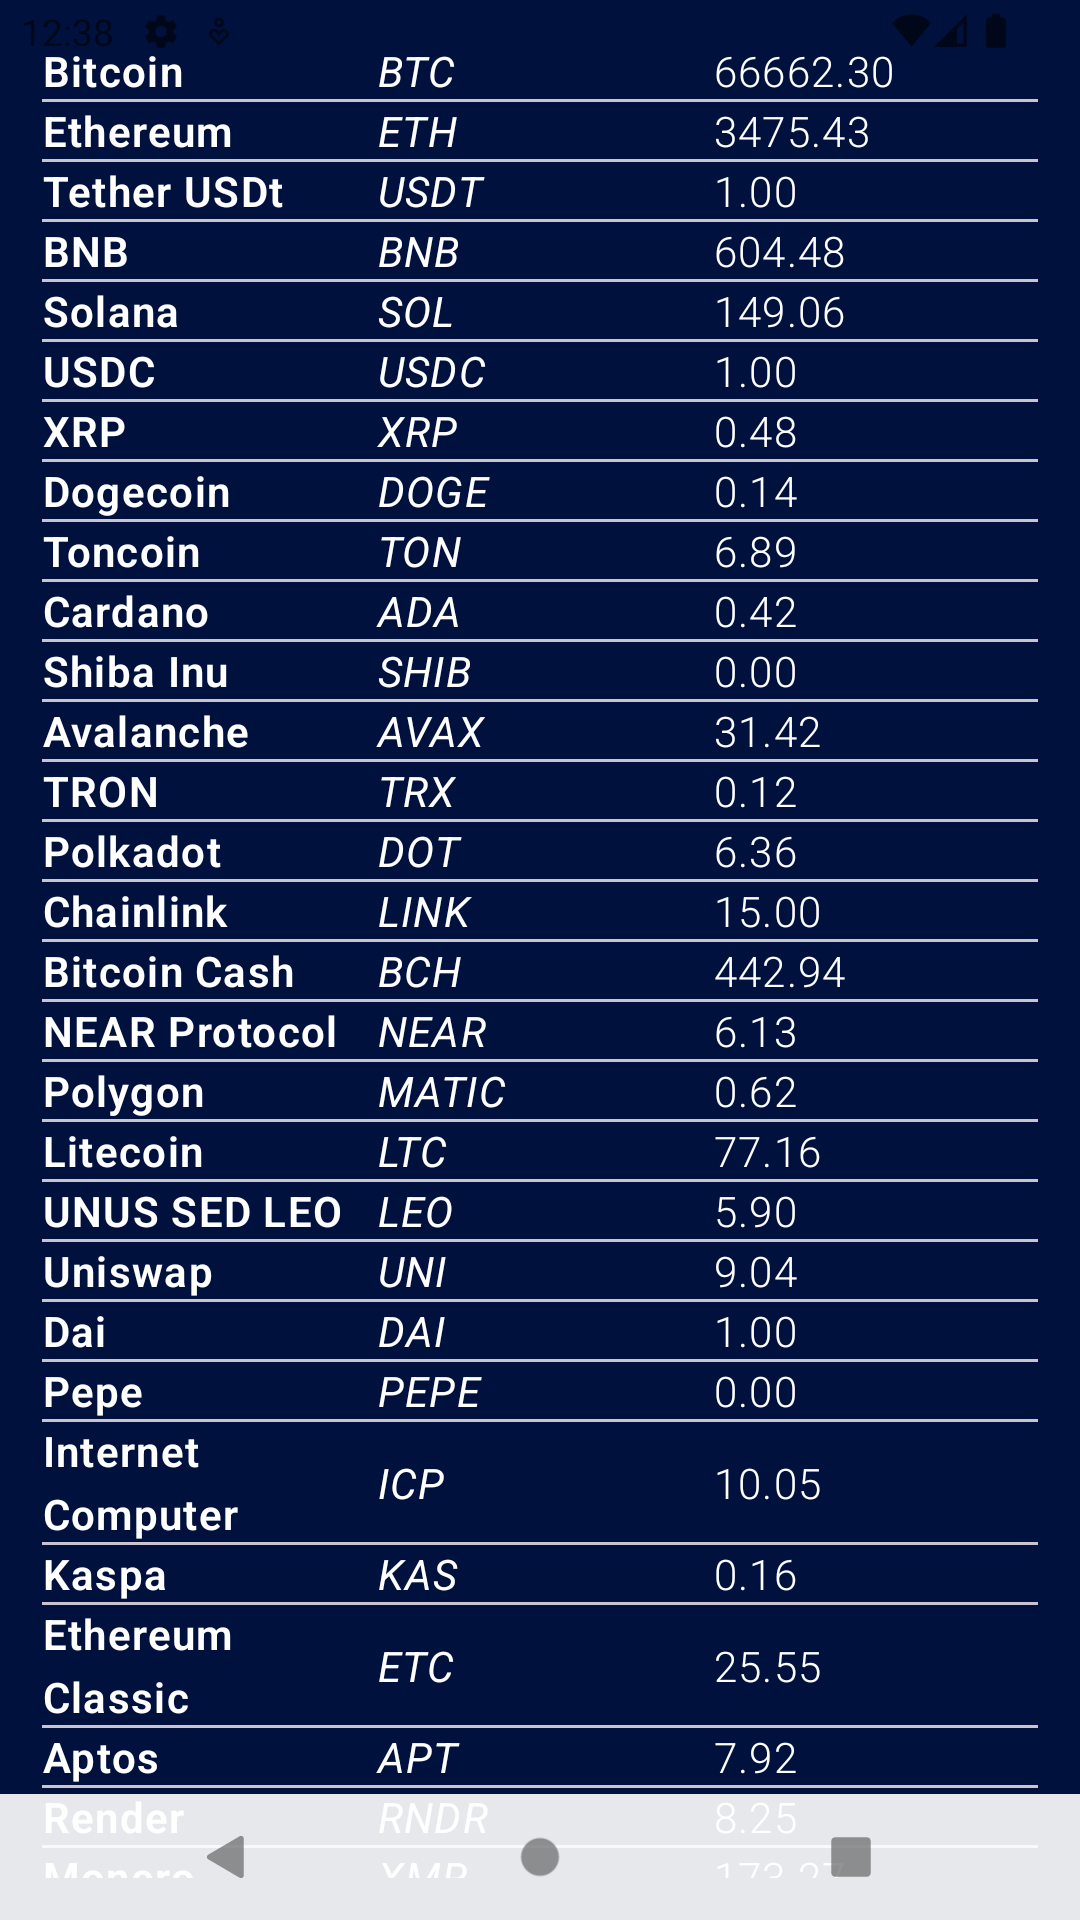 12:38
Bitcoin BTC 66662.30
Ethereum ETH 3475.43
Tether USDt USDT 1.00
BNB BNB 604.48
Solana SOL 149.06
USDC USDC 1.00
XRP XRP 0.48
Dogecoin DOGE 0.14
Toncoin TON 6.89
Cardano ADA 0.42
Shiba Inu SHIB 0.00
Avalanche AVAX 31.42
TRON TRX 0.12
Polkadot DOT 6.36
Chainlink LINK 15.00
Bitcoin Cash BCH 442.94
NEAR Protocol NEAR 6.13
Polygon MATIC 0.62
Litecoin LTC 77.16
UNUS SED LEO LEO 5.90
Uniswap UNI 9.04
Dai DAI 1.00
Pepe PEPE 0.00
Internet
Computer ICP 10.05
Kaspa KAS 0.16
Ethereum
Classic ETC 25.55
Aptos APT 7.92
Render RNDR 8.25
Monero XMR 173.27